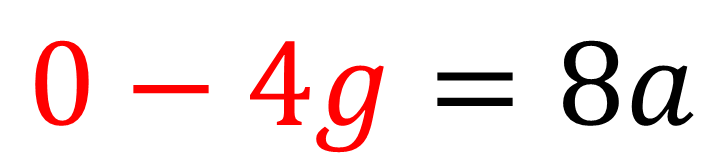 0 − 4g = 8a